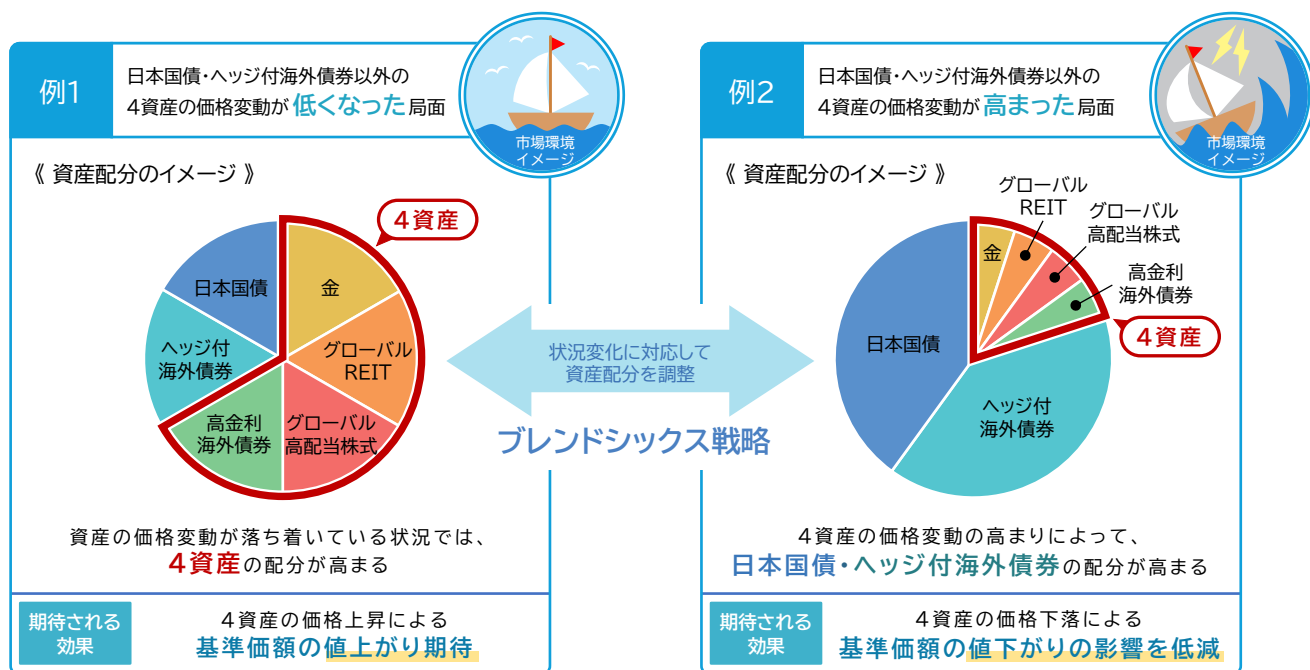 例1
日本国債・ヘッジ付海外債券以外の
4資産の価格変動が低くなった局面
市場環境
イメージ
《 資産配分のイメージ 》
4資産
日本国債
金
ヘッジ付
海外債券
グローバル
REIT
高金利
海外債券
グローバル
高配当株式
資産の価格変動が落ち着いている状況では、
4資産の配分が高まる
期待される
効果
4資産の価格上昇による
基準価額の値上がり期待
状況変化に対応して
資産配分を調整
ブレンドシックス戦略
例2
日本国債・ヘッジ付海外債券以外の
4資産の価格変動が高まった局面
市場環境
イメージ
《 資産配分のイメージ 》
グローバル
REIT
グローバル
高配当株式
金
高金利
海外債券
4資産
日本国債
ヘッジ付
海外債券
4資産の価格変動の高まりによって、
日本国債・ヘッジ付海外債券の配分が高まる
期待される
効果
4資産の価格下落による
基準価額の値下がりの影響を低減